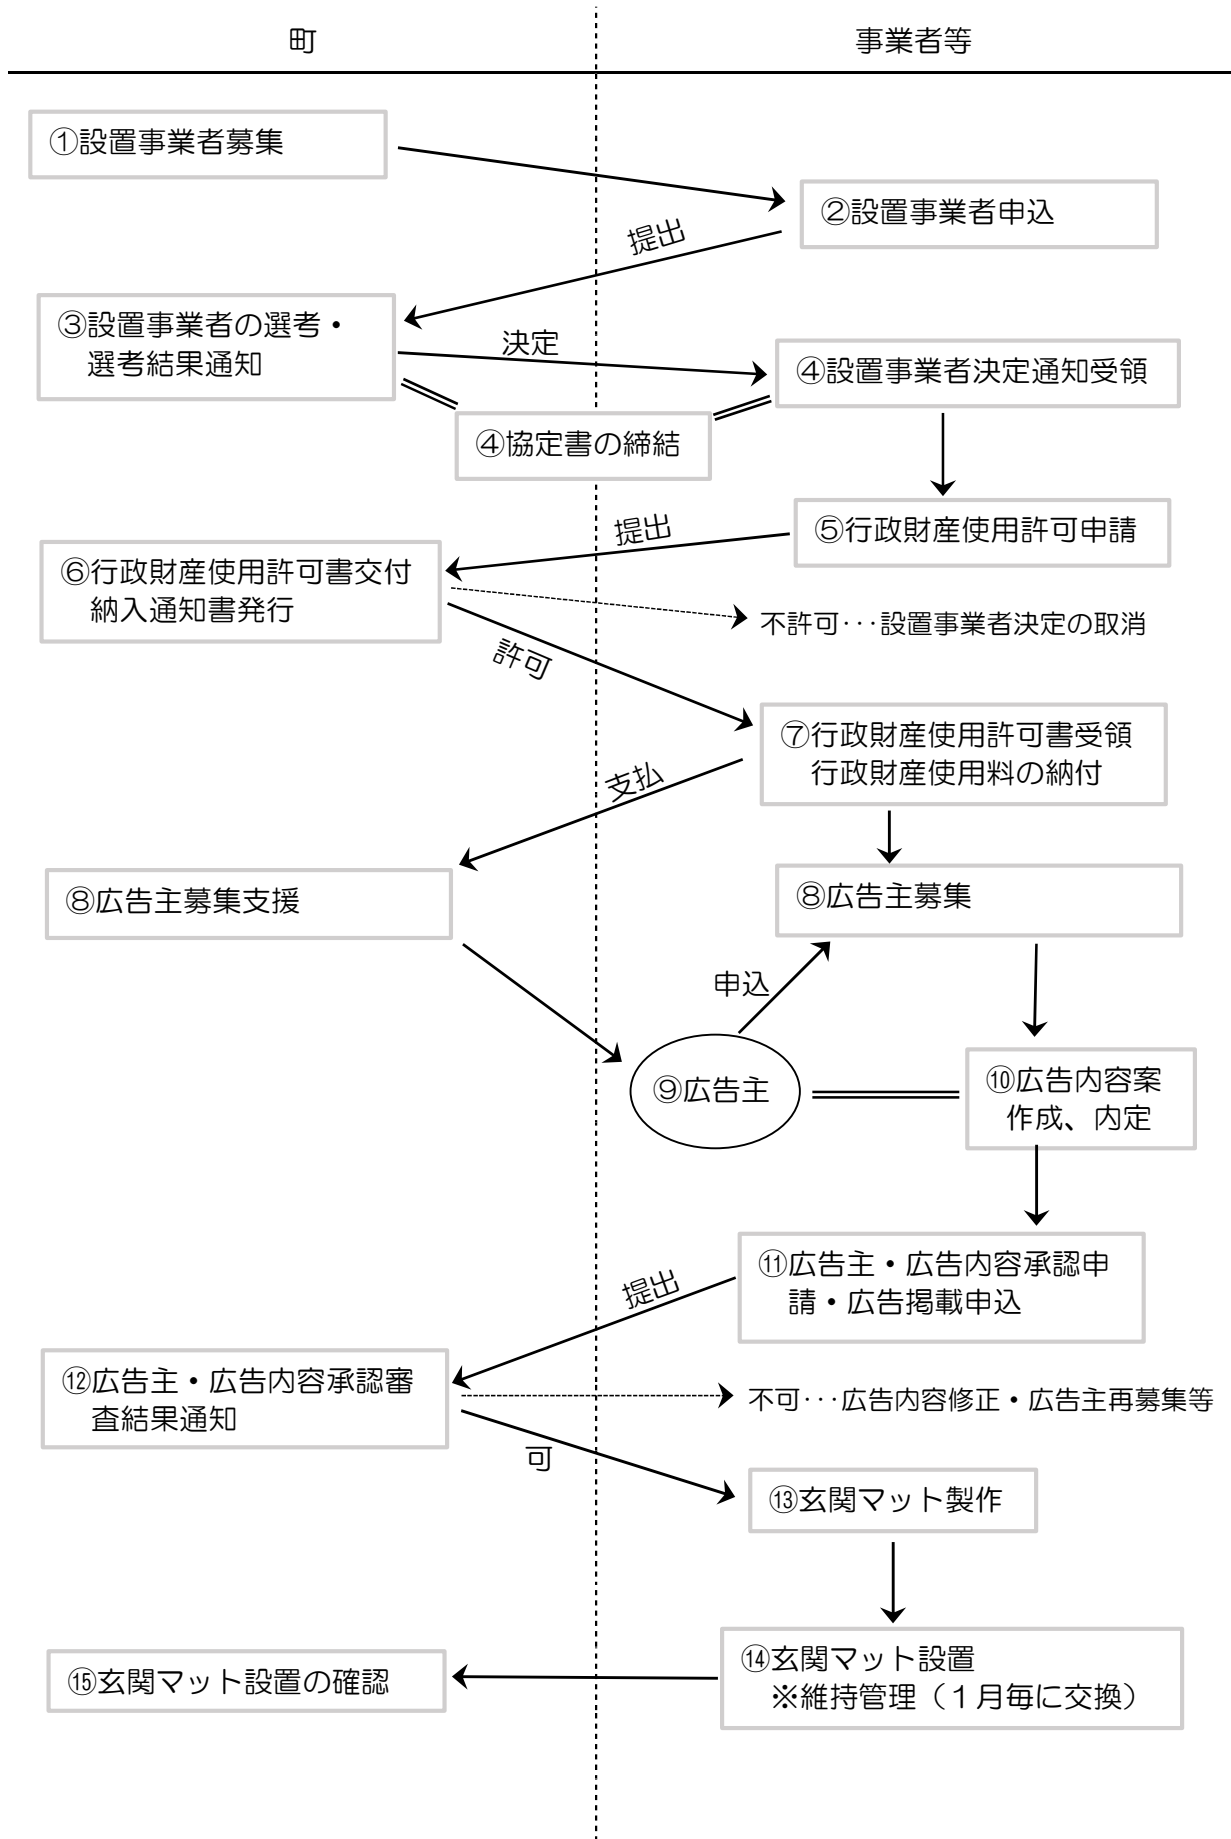 町
事業者等
①設置事業者募集
②設置事業者申込
提出
③設置事業者の選考・
選考結果通知
決定
④設置事業者決定通知受領
④協定書の締結
⑤行政財産使用許可申請
提出
⑥行政財産使用許可書交付
納入通知書発行
不許可･･･設置事業者決定の取消
許可
⑦行政財産使用許可書受領
行政財産使用料の納付
支払
⑧広告主募集支援
⑧広告主募集
申込
⑨広告主
⑩広告内容案
作成、内定
⑪広告主・広告内容承認申
請・広告掲載申込
提出
⑫広告主・広告内容承認審
査結果通知
不可･･･広告内容修正・広告主再募集等
可
⑬玄関マット製作
⑭玄関マット設置
※維持管理（１月毎に交換）
⑮玄関マット設置の確認